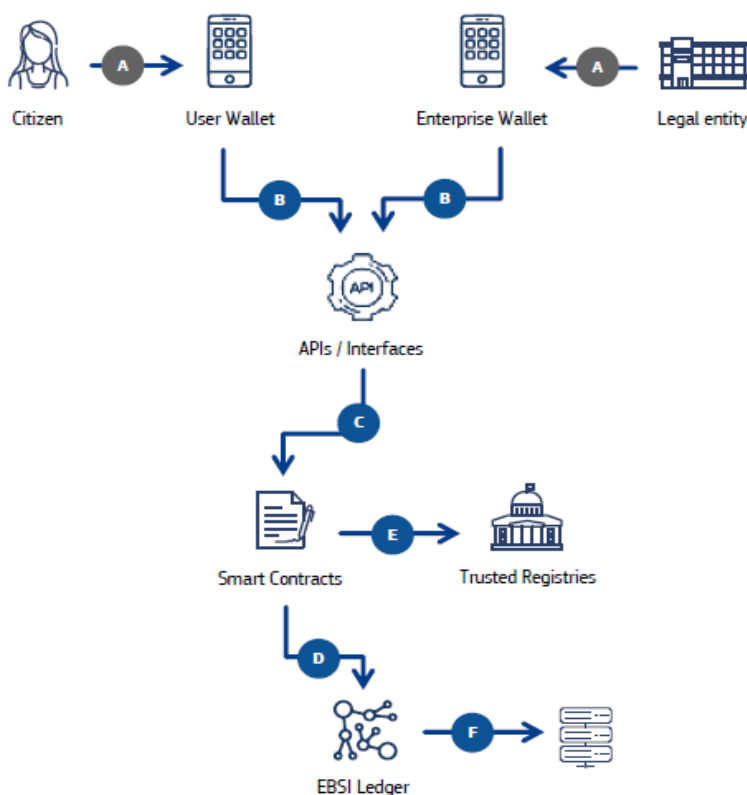 A
A
Citizen
User Wallet
Enterprise Wallet
Legal entity
B
B
API
APIs / Interfaces
C
E
Smart Contracts
Trusted Registries
D
F
EBSI Ledger